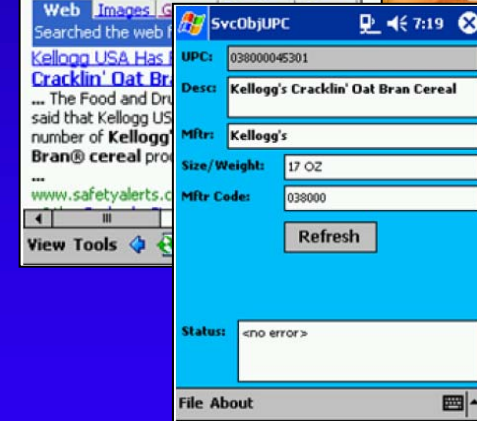 Web Images G
Searched the web f
Kellogg USA Has
Cracklin' Oat Br
... The Food and Dru
said that Kellogg US
number of Kellogg'
Bran® cereal pro
...
www.safetyalerts.c
View Tools
SvcObjUPC 7:19
UPC: 038000045301
Desc: Kellogg's Cracklin' Oat Bran Cereal
Mftr: Kellogg's
Size/Weight: 17 OZ
Mftr Code: 038000
Refresh
Status: <no error>
File About